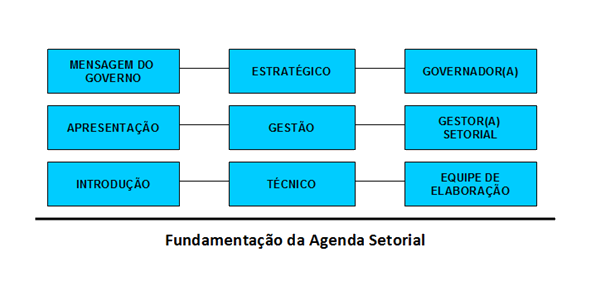 MENSAGEM DO
GOVERNO
ESTRATÉGICO
GOVERNADOR(A)
APRESENTAÇÃO
GESTÃO
GESTOR(A)
SETORIAL
INTRODUÇÃO
TÉCNICO
EQUIPE DE
ELABORAÇÃO
Fundamentação da Agenda Setorial